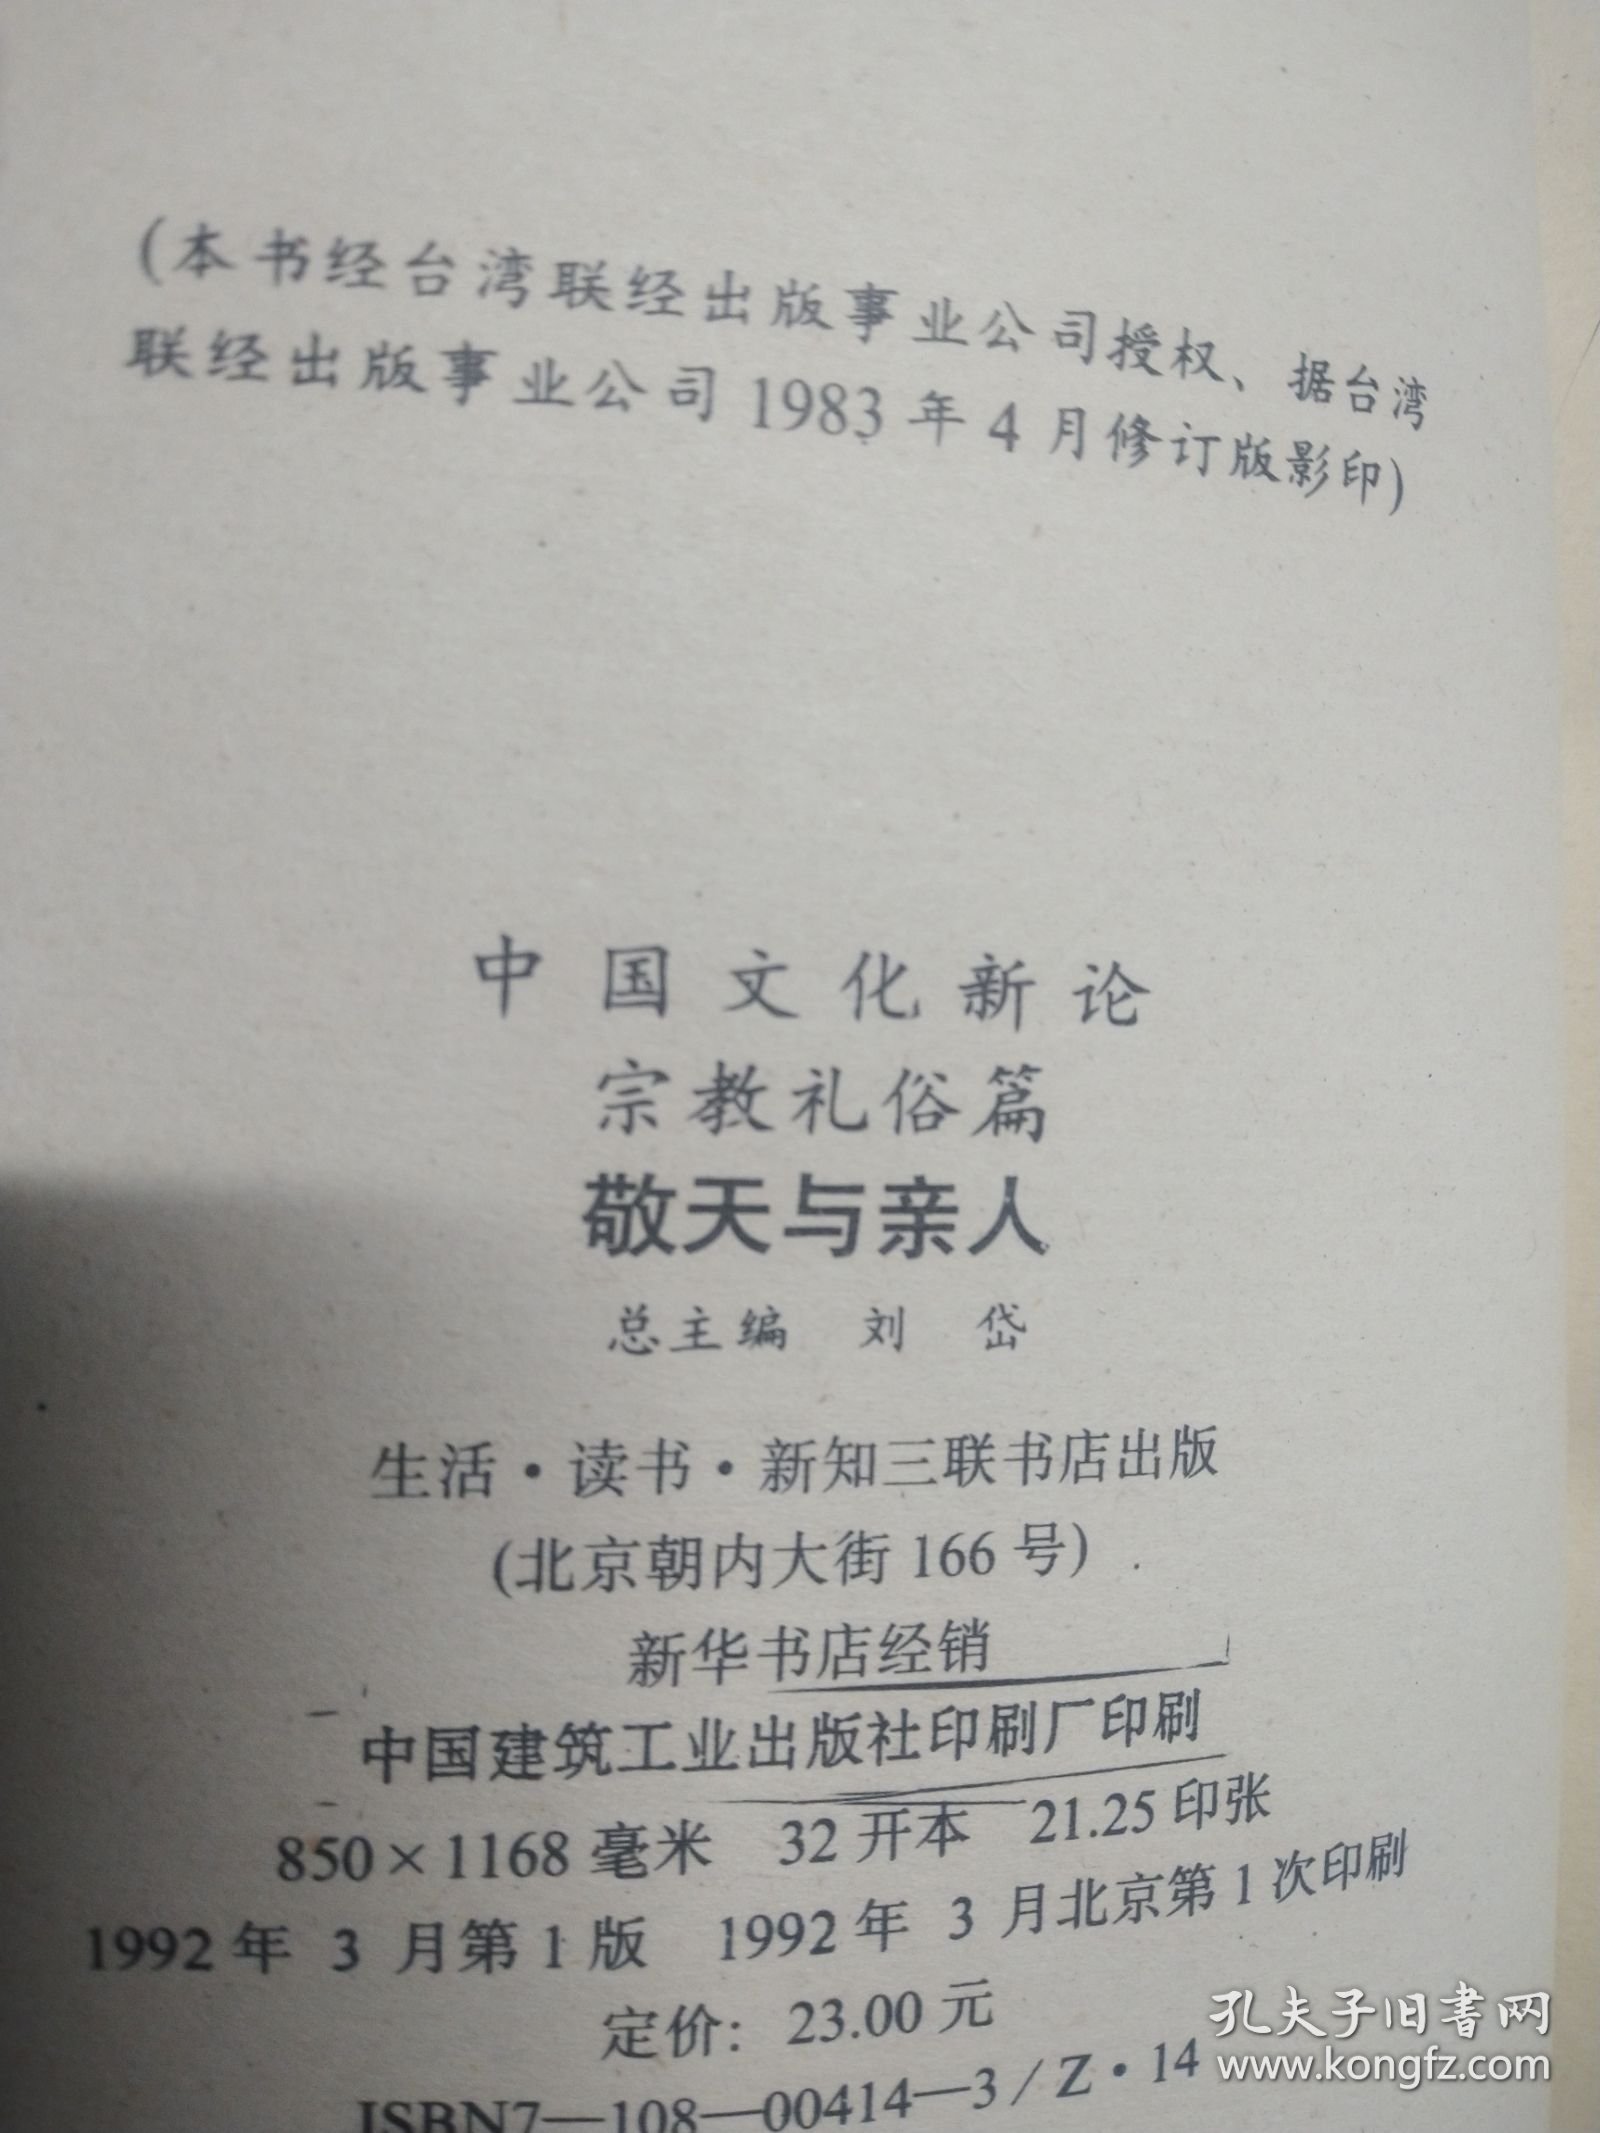 (本书经台湾联经出版事业公司授权、据台湾
联经出版事业公司1983年4月修订版影印)
中国文化新论
宗教礼俗篇
敬天与亲人
总主编 刘岱
生活·读书·新知三联书店出版
(北京朝内大街166号)
新华书店经销
中国建筑工业出版社印刷厂印刷
850×1168毫米 32开本 21.25印张
1992年3月第1版 1992年3月北京第1次印刷
定价: 23.00元
ISBN7—108—00414—3/Z·14
孔夫子旧書网
www.kongfz.com